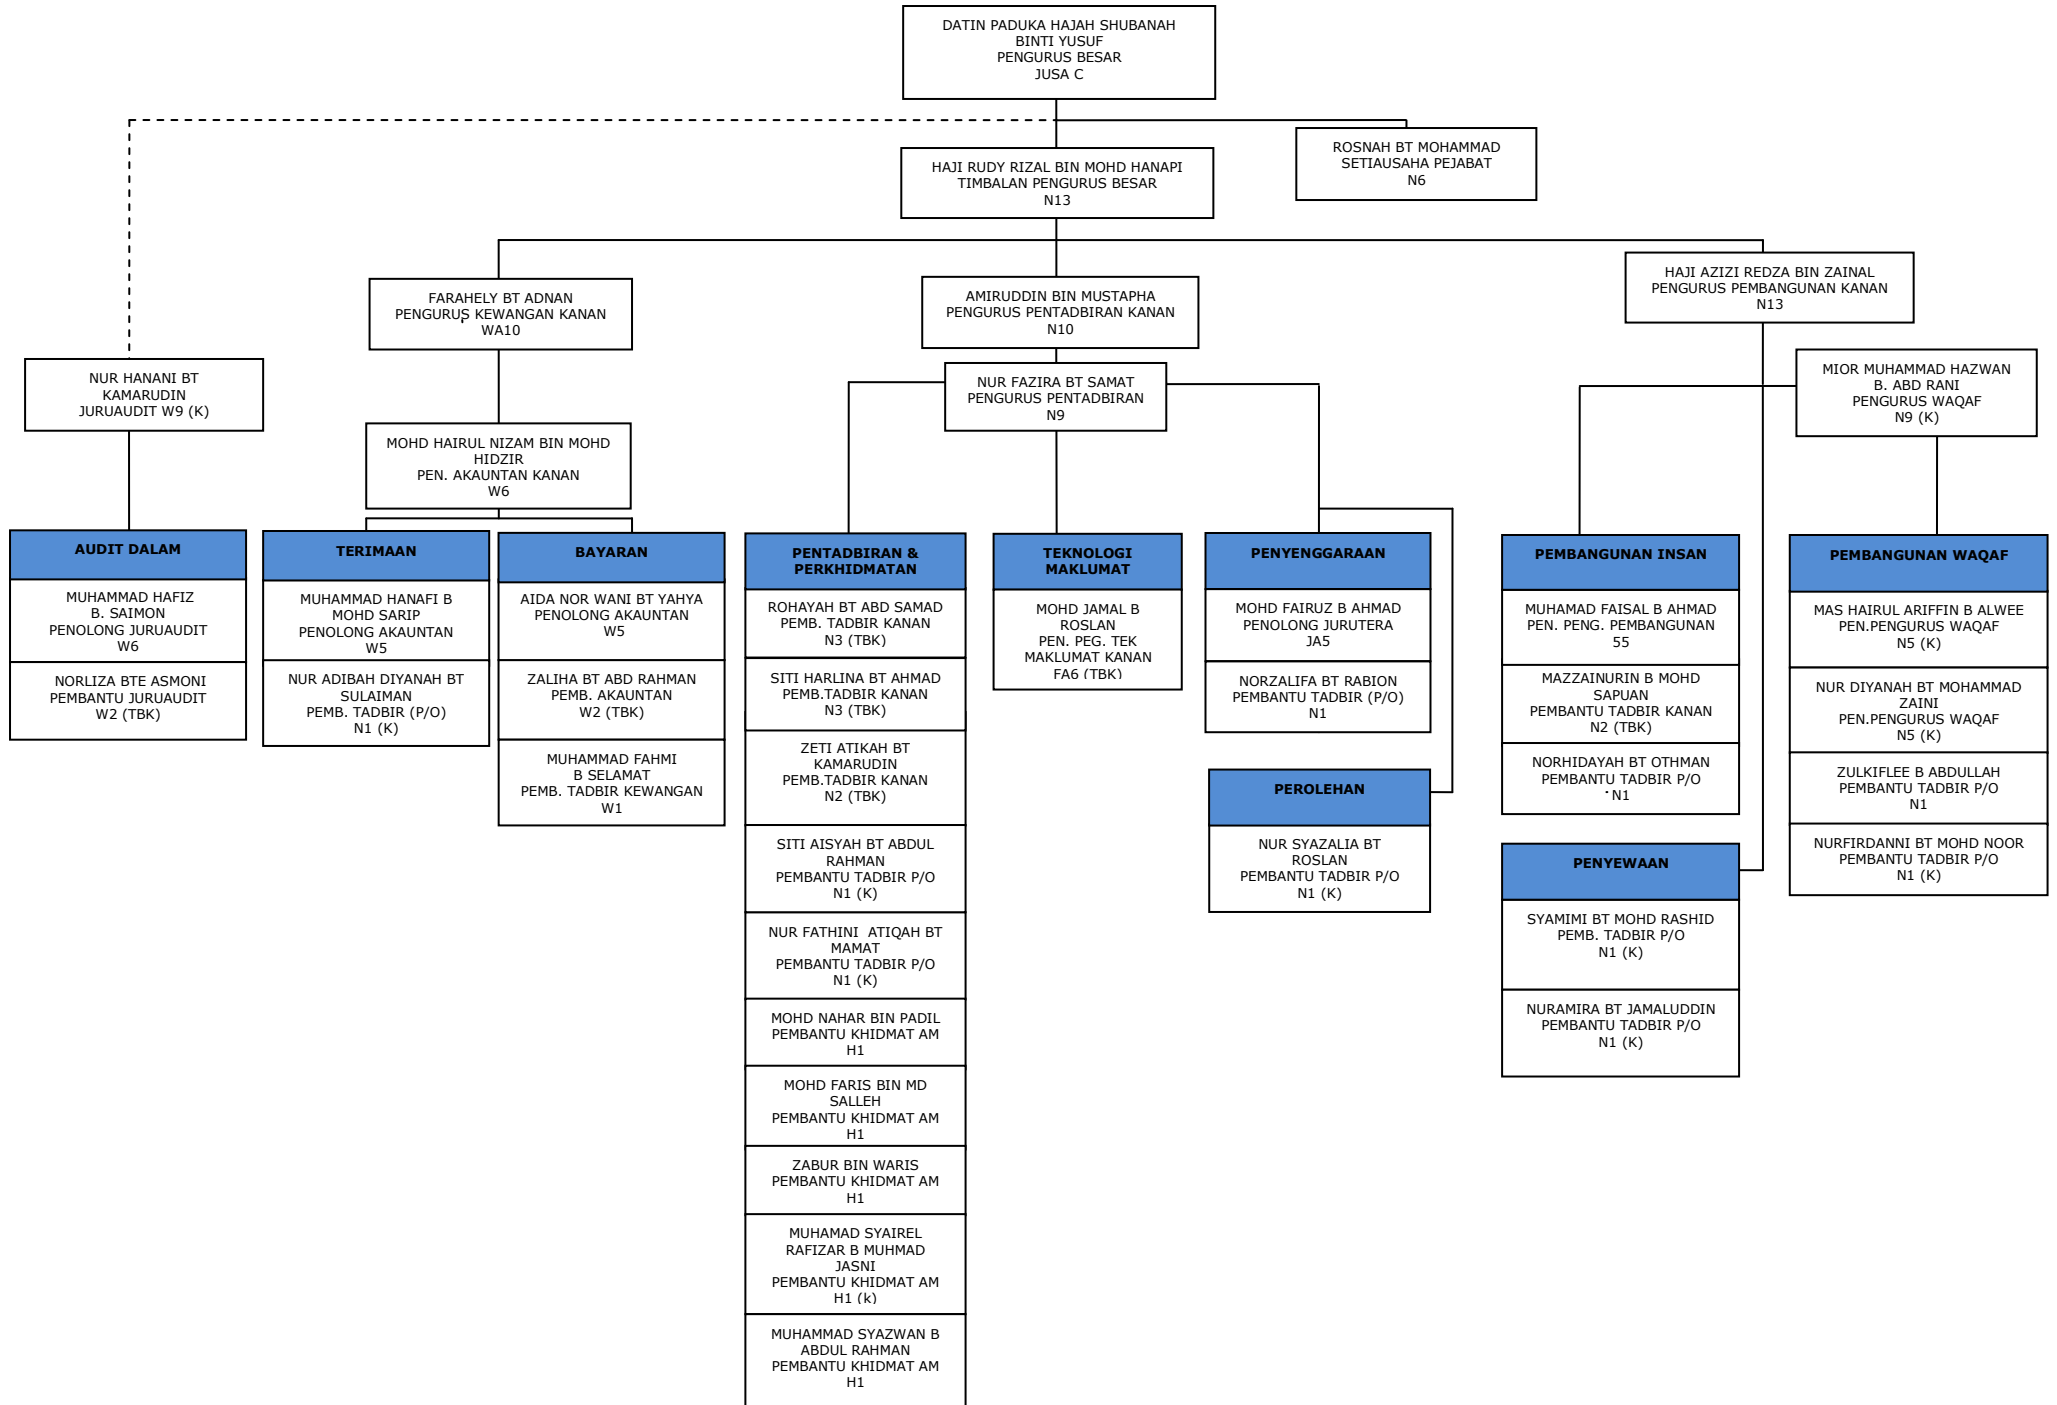 DATIN PADUKA HAJAH SHUBANAH
BINTI YUSUF
PENGURUS BESAR
JUSA C
ROSNAH BT MOHAMMAD
SETIAUSAHA PEJABAT
N6
HAJI RUDY RIZAL BIN MOHD HANAPI
TIMBALAN PENGURUS BESAR
N13
FARAHELY BT ADNAN
PENGURUS KEWANGAN KANAN
WA10
AMIRUDDIN BIN MUSTAPHA
PENGURUS PENTADBIRAN KANAN
N10
HAJI AZIZI REDZA BIN ZAINAL
PENGURUS PEMBANGUNAN KANAN
N13
NUR HANANI BT
KAMARUDIN
JURUAUDIT W9 (K)
NUR FAZIRA BT SAMAT
PENGURUS PENTADBIRAN
N9
MIOR MUHAMMAD HAZWAN
B. ABD RANI
PENGURUS WAQAF
N9 (K)
MOHD HAIRUL NIZAM BIN MOHD
HIDZIR
PEN. AKAUNTAN KANAN
W6
AUDIT DALAM
MUHAMMAD HAFIZ
B. SAIMON
PENOLONG JURUAUDIT
W6
NORLIZA BTE ASMONI
PEMBANTU JURUAUDIT
W2 (TBK)
TERIMAAN
MUHAMMAD HANAFI B
MOHD SARIP
PENOLONG AKAUNTAN
W5
NUR ADIBAH DIYANAH BT
SULAIMAN
PEMB. TADBIR (P/O)
N1 (K)
BAYARAN
AIDA NOR WANI BT YAHYA
PENOLONG AKAUNTAN
W5
ZALIHA BT ABD RAHMAN
PEMB. AKAUNTAN
W2 (TBK)
MUHAMMAD FAHMI
B SELAMAT
PEMB. TADBIR KEWANGAN
W1
PENTADBIRAN &
PERKHIDMATAN
ROHAYAH BT ABD SAMAD
PEMB. TADBIR KANAN
N3 (TBK)
SITI HARLINA BT AHMAD
PEMB.TADBIR KANAN
N3 (TBK)
ZETI ATIKAH BT
KAMARUDIN
PEMB.TADBIR KANAN
N2 (TBK)
SITI AISYAH BT ABDUL
RAHMAN
PEMBANTU TADBIR P/O
N1 (K)
NUR FATHINI  ATIQAH BT
MAMAT
PEMBANTU TADBIR P/O
N1 (K)
MOHD NAHAR BIN PADIL
PEMBANTU KHIDMAT AM
H1
MOHD FARIS BIN MD
SALLEH
PEMBANTU KHIDMAT AM
H1
ZABUR BIN WARIS
PEMBANTU KHIDMAT AM
H1
MUHAMAD SYAIREL
RAFIZAR B MUHMAD
JASNI
PEMBANTU KHIDMAT AM
H1 (k)
MUHAMMAD SYAZWAN B
ABDUL RAHMAN
PEMBANTU KHIDMAT AM
H1
TEKNOLOGI
MAKLUMAT
MOHD JAMAL B
ROSLAN
PEN. PEG. TEK
MAKLUMAT KANAN
FA6 (TBK)
PENYENGGARAAN
MOHD FAIRUZ B AHMAD
PENOLONG JURUTERA
JA5
NORZALIFA BT RABION
PEMBANTU TADBIR (P/O)
N1
PEROLEHAN
NUR SYAZALIA BT
ROSLAN
PEMBANTU TADBIR P/O
N1 (K)
PEMBANGUNAN INSAN
MUHAMAD FAISAL B AHMAD
PEN. PENG. PEMBANGUNAN
55
MAZZAINURIN B MOHD
SAPUAN
PEMBANTU TADBIR KANAN
N2 (TBK)
NORHIDAYAH BT OTHMAN
PEMBANTU TADBIR P/O
N1
PENYEWAAN
SYAMIMI BT MOHD RASHID
PEMB. TADBIR P/O
N1 (K)
NURAMIRA BT JAMALUDDIN
PEMBANTU TADBIR P/O
N1 (K)
PEMBANGUNAN WAQAF
MAS HAIRUL ARIFFIN B ALWEE
PEN.PENGURUS WAQAF
N5 (K)
NUR DIYANAH BT MOHAMMAD
ZAINI
PEN.PENGURUS WAQAF
N5 (K)
ZULKIFLEE B ABDULLAH
PEMBANTU TADBIR P/O
N1
NURFIRDANNI BT MOHD NOOR
PEMBANTU TADBIR P/O
N1 (K)